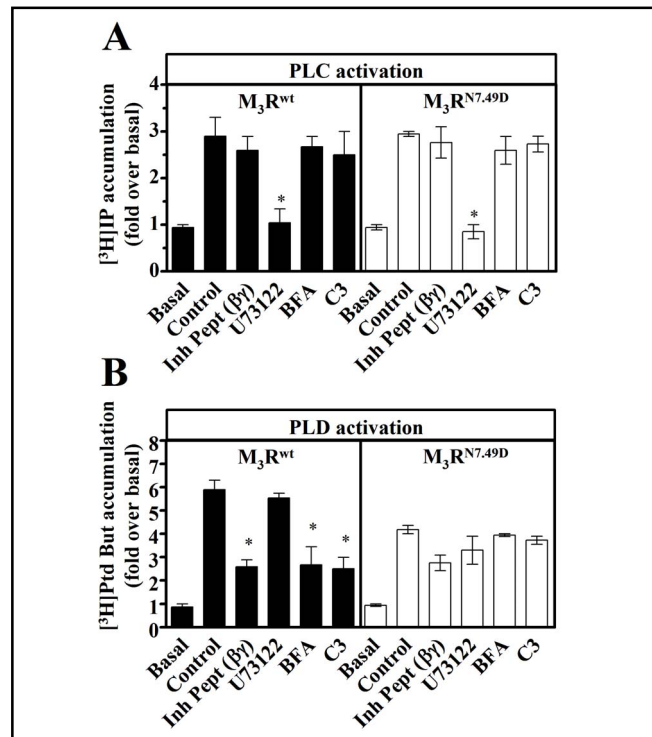 A
PLC activation
M₃Rʷᵗ
M₃Rᴺ⁷·⁴⁹ᴰ
[³H]IP accumulation
(fold over basal)
4
3
2
1
0
*
*
Basal
Control
Inh Pept (βγ)
U73122
BFA
C3
Basal
Control
Inh Pept (βγ)
U73122
BFA
C3
B
PLD activation
M₃Rʷᵗ
M₃Rᴺ⁷·⁴⁹ᴰ
[³H]Ptd But accumulation
(fold over basal)
8
7
6
5
4
3
2
1
0
*
*
*
Basal
Control
Inh Pept (βγ)
U73122
BFA
C3
Basal
Control
Inh Pept (βγ)
U73122
BFA
C3